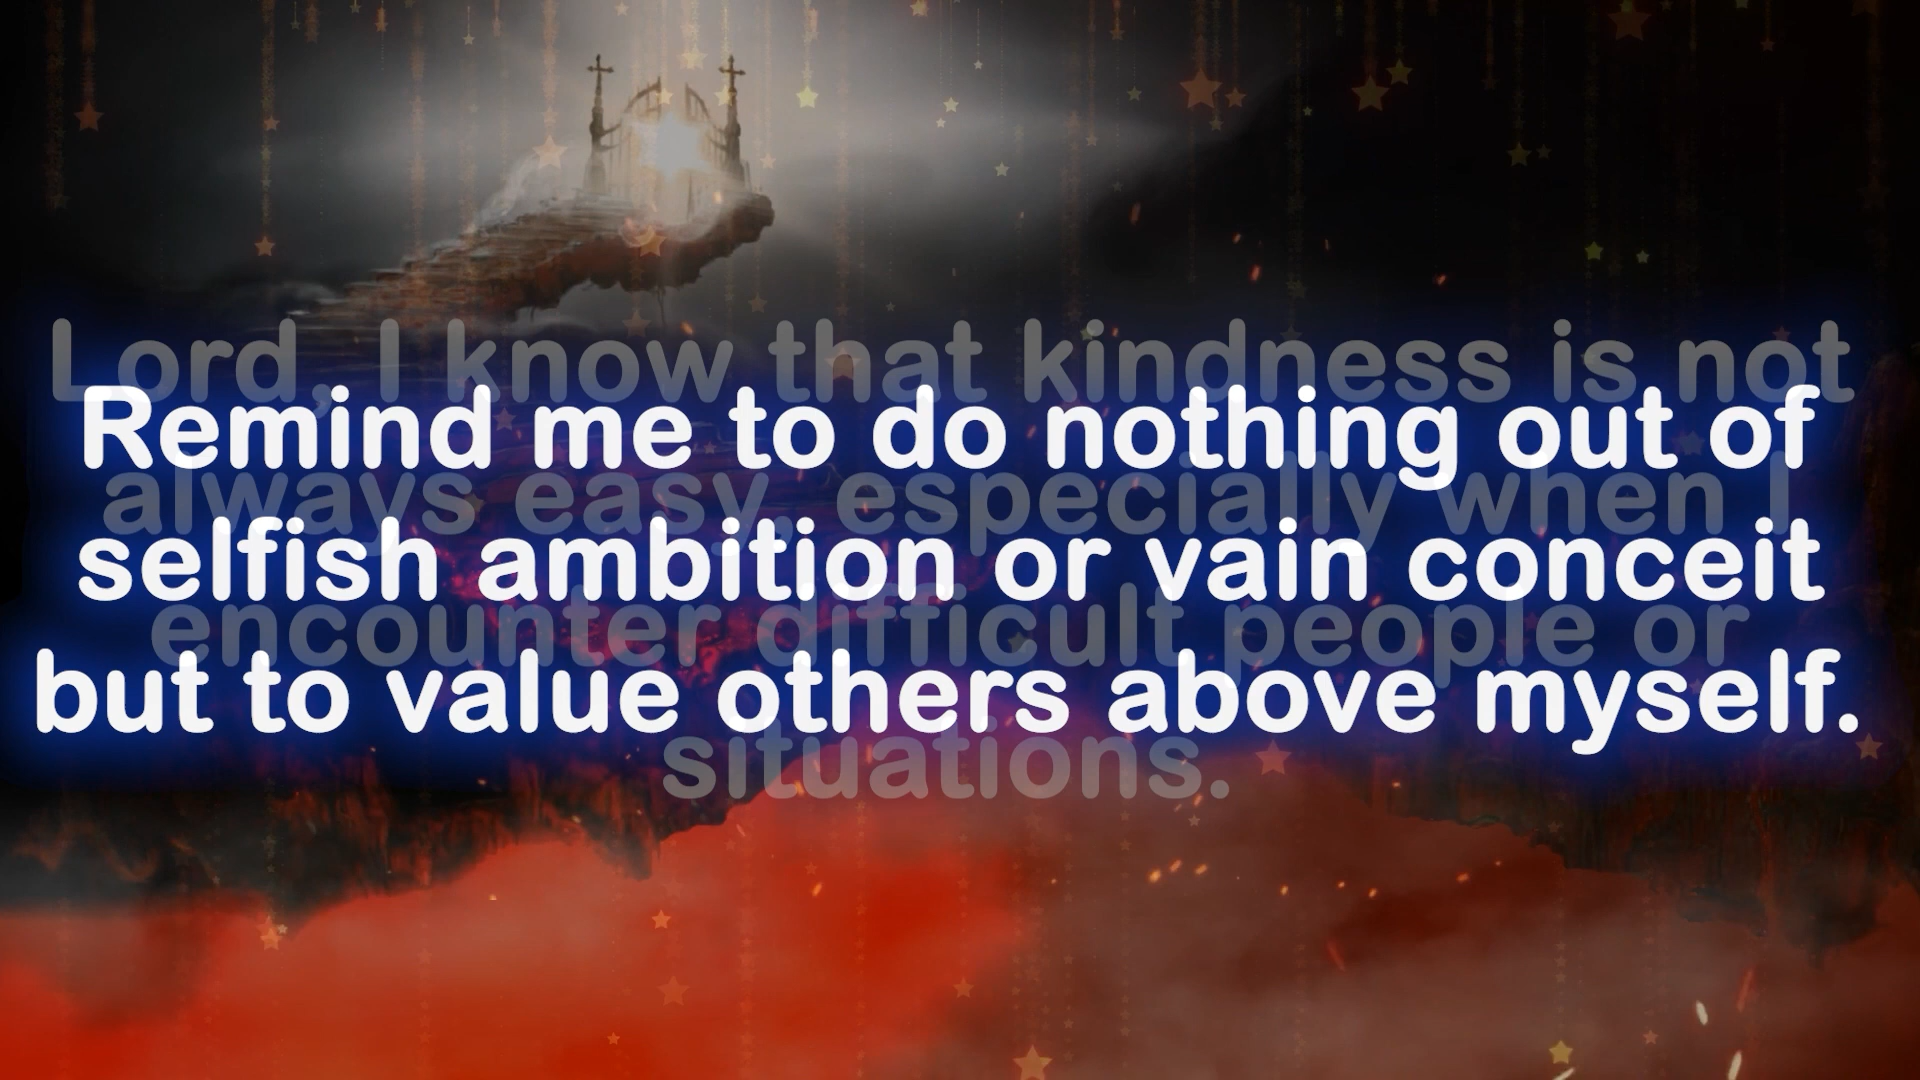 Lord, I know that kindness is not
always easy, especially when I
encounter difficult people or
situations.
Remind me to do nothing out of
selfish ambition or vain conceit
but to value others above myself.